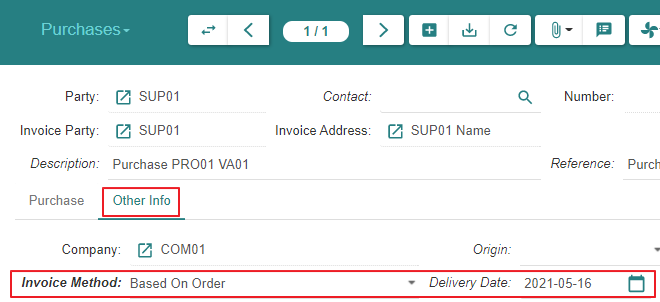 Purchases
1 / 1
Party: SUP01 Contact: Number:
Invoice Party: SUP01 Invoice Address: SUP01 Name
Description: Purchase PRO01 VA01 Reference: Purch
Purchase Other Info
Company: COM01 Origin:
Invoice Method: Based On Order Delivery Date: 2021-05-16